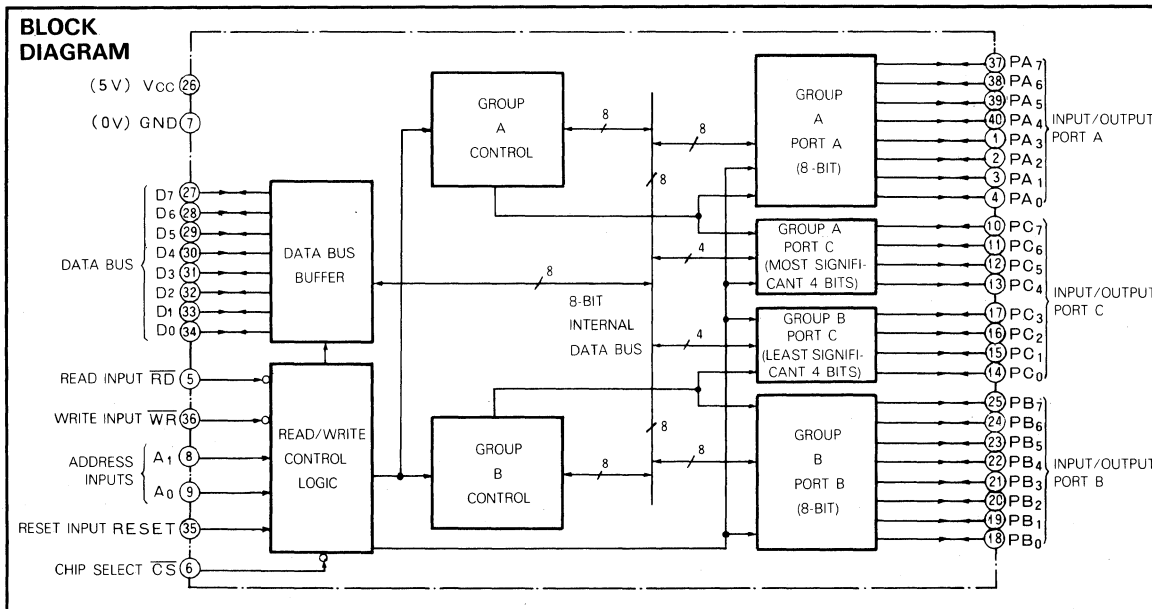 BLOCK
DIAGRAM
(5V) VCC 26
(0V) GND 7
D7 27
D6 28
D5 29
D4 30
D3 31
D2 32
D1 33
D0 34
DATA BUS
READ INPUT R̅D̅ 5
WRITE INPUT W̅R̅ 36
ADDRESS
INPUTS
A1 8
A0 9
RESET INPUT RESET 35
CHIP SELECT C̅S̅ 6
DATA BUS
BUFFER
READ/WRITE
CONTROL
LOGIC
GROUP
A
CONTROL
GROUP
B
CONTROL
8
8
8
8
4
8-BIT
INTERNAL
DATA BUS
4
8
8
8
GROUP
A
PORT A
(8-BIT)
GROUP A
PORT C
(MOST SIGNIFI-
CANT 4 BITS)
GROUP B
PORT C
(LEAST SIGNIFI-
CANT 4 BITS)
GROUP
B
PORT B
(8-BIT)
37 PA7
38 PA6
39 PA5
40 PA4
1 PA3
2 PA2
3 PA1
4 PA0
INPUT/OUTPUT
PORT A
10 PC7
11 PC6
12 PC5
13 PC4
17 PC3
16 PC2
15 PC1
14 PC0
INPUT/OUTPUT
PORT C
25 PB7
24 PB6
23 PB5
22 PB4
21 PB3
20 PB2
19 PB1
18 PB0
INPUT/OUTPUT
PORT B